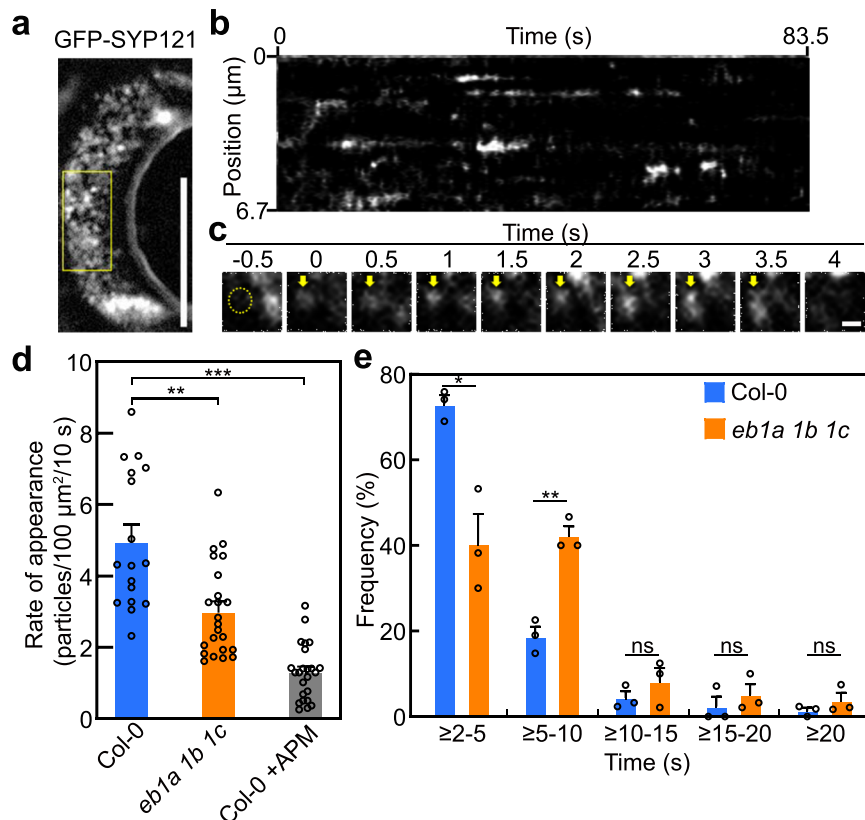 a
GFP-SYP121
b
0 Time (s) 83.5
0
Position (µm)
6.7
c
Time (s)
-0.5 0 0.5 1 1.5 2 2.5 3 3.5 4
d
Rate of appearance
(particles/100 µm²/10 s)
10
8
6
4
2
0
***
**
Col-0
eb1a 1b 1c
Col-0 +APM
e
Frequency (%)
80
60
40
20
0
*
**
ns
ns
ns
Col-0
eb1a 1b 1c
≥2-5 ≥5-10 ≥10-15 ≥15-20 ≥20
Time (s)